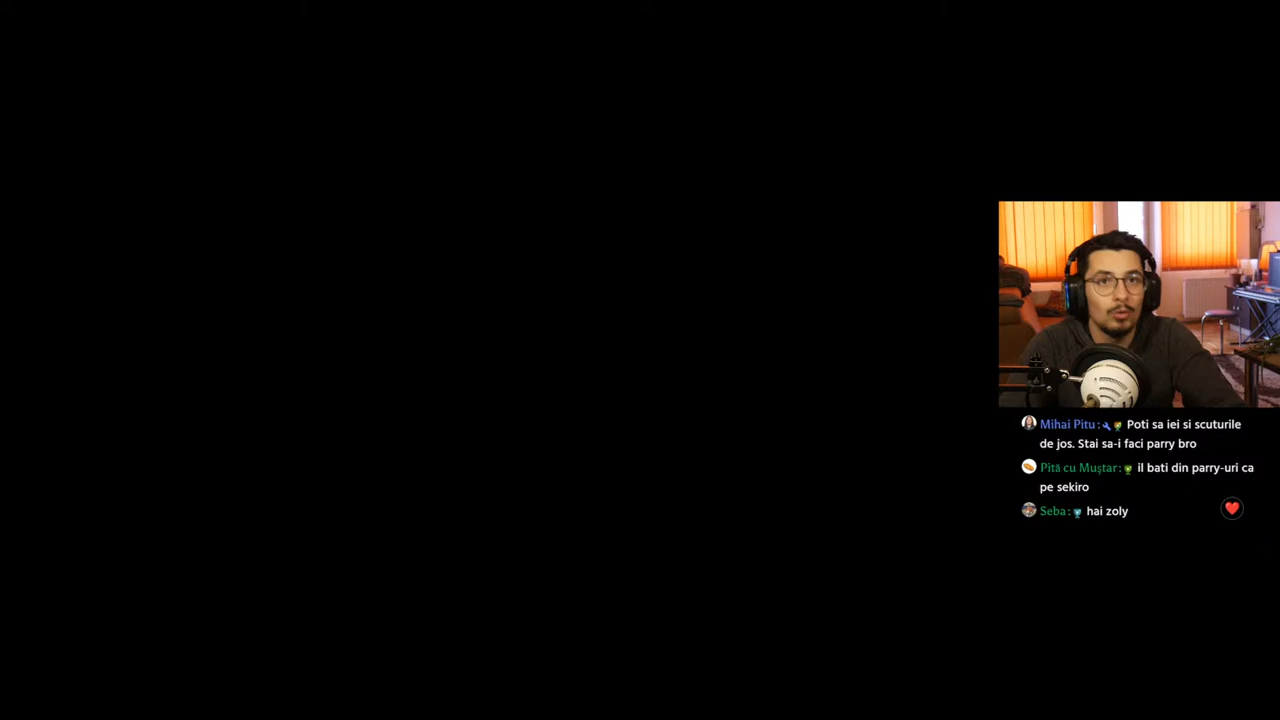 Mihai Pitu: Poti sa iei si scuturile
de jos. Stai sa-i faci parry bro
Pită cu Muştar: il bati din parry-uri ca
pe sekiro
Seba: hai zoly